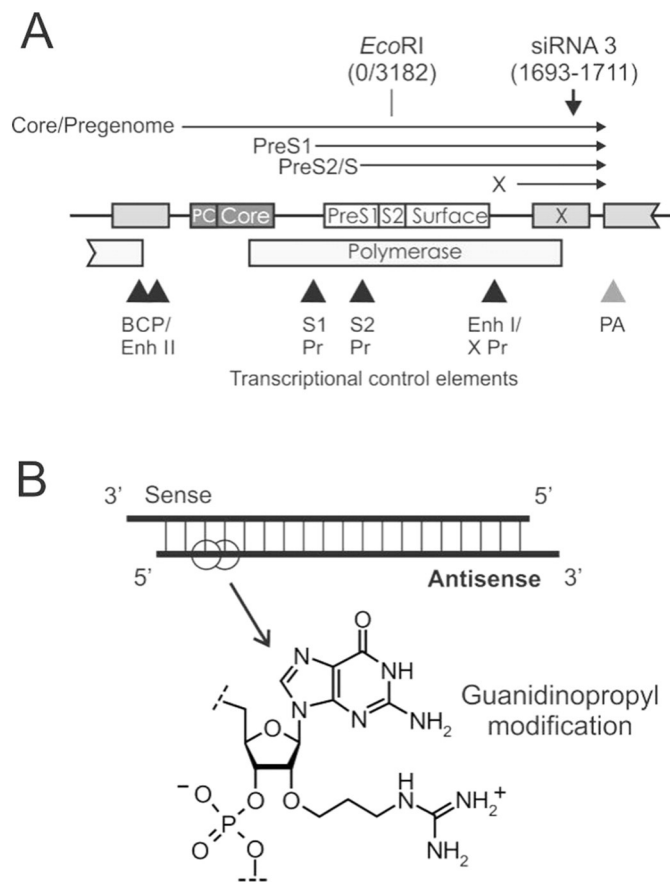 A
EcoRI
(0/3182)
siRNA 3
(1693-1711)
Core/Pregenome
PreS1
PreS2/S
X
PC Core PreS1 S2 Surface X
Polymerase
BCP/
Enh II
S1
Pr
S2
Pr
Enh I/
X Pr
PA
Transcriptional control elements
B
3’ Sense 5’
5’ Antisense 3’
O
N NH
N N NH2
O
Guanidinopropyl
modification
⁻O O O H
N NH2⁺
P
O O NH2